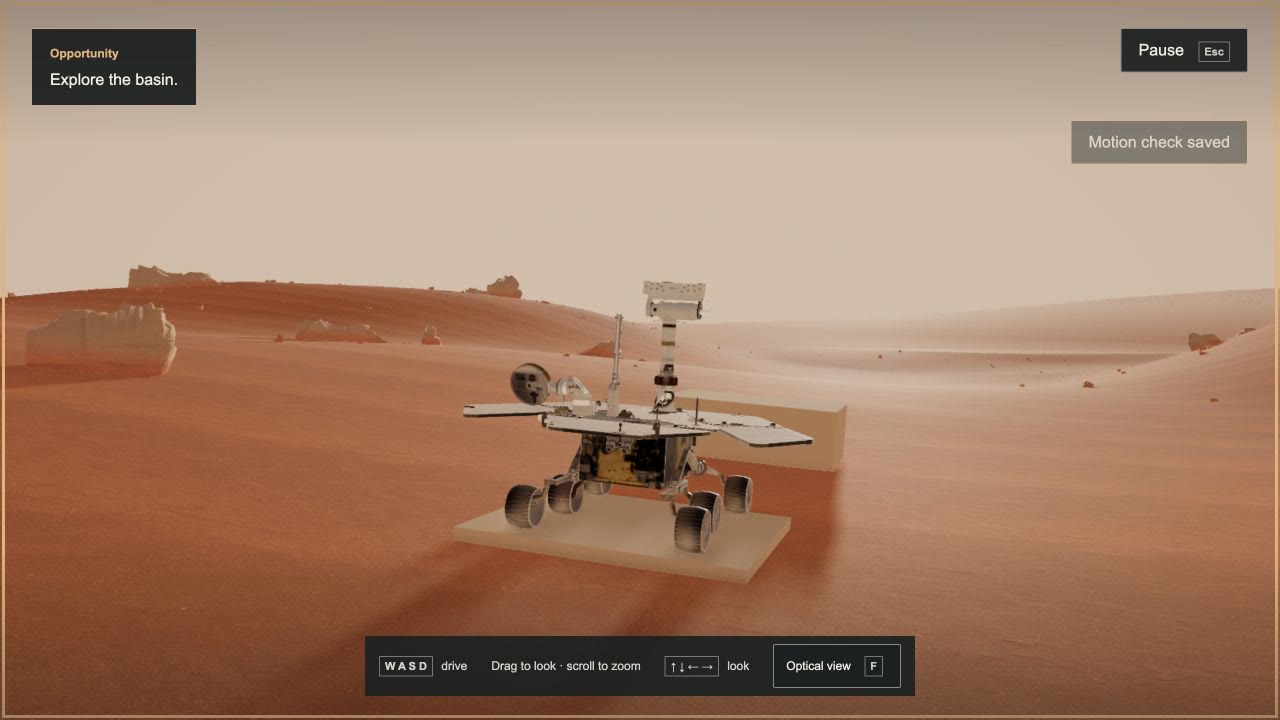 Opportunity
Explore the basin.
Pause Esc
Motion check saved
W A S D drive Drag to look · scroll to zoom ↑↓←→ look Optical view F